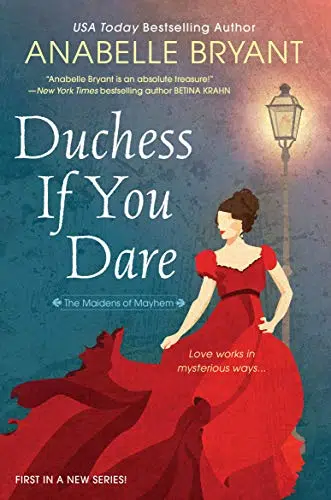 USA Today Bestselling Author
ANABELLE BRYANT
“Anabelle Bryant is an absolute treasure!”
—New York Times bestselling author BETINA KRAHN
Duchess
If You
Dare
The Maidens of Mayhem
Love works in
mysterious ways...
FIRST IN A NEW SERIES!